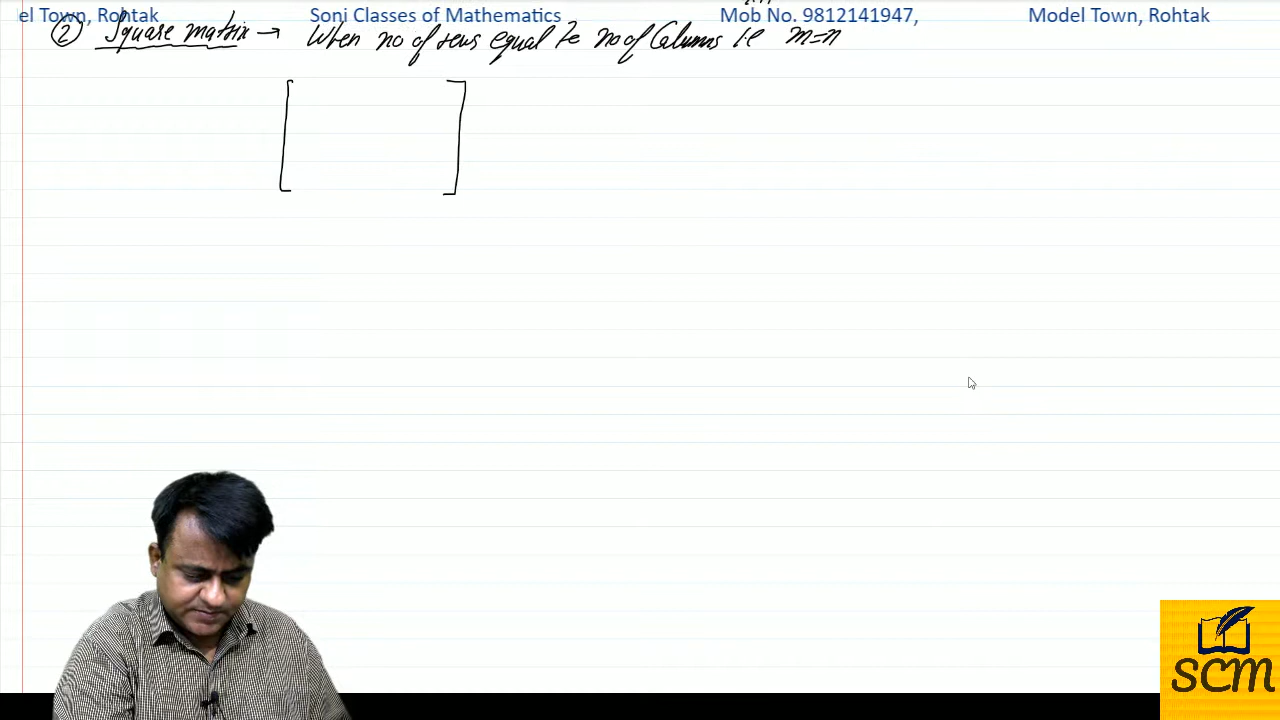 el Town, Rohtak Soni Classes of Mathematics Mob No. 9812141947, Model Town, Rohtak
② Square matrix → When no of rows equal to no of Columns i.e m=n
SCM